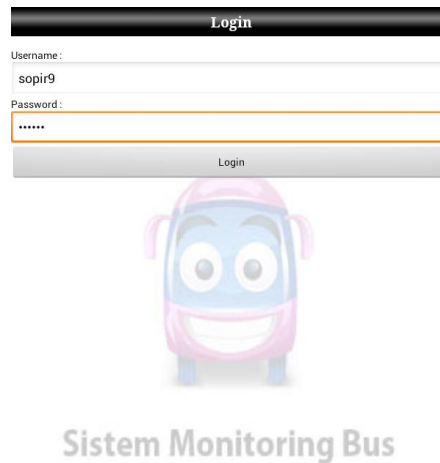 Login
Username :
sopir9
Password :
••••••
Login
Sistem Monitoring Bus